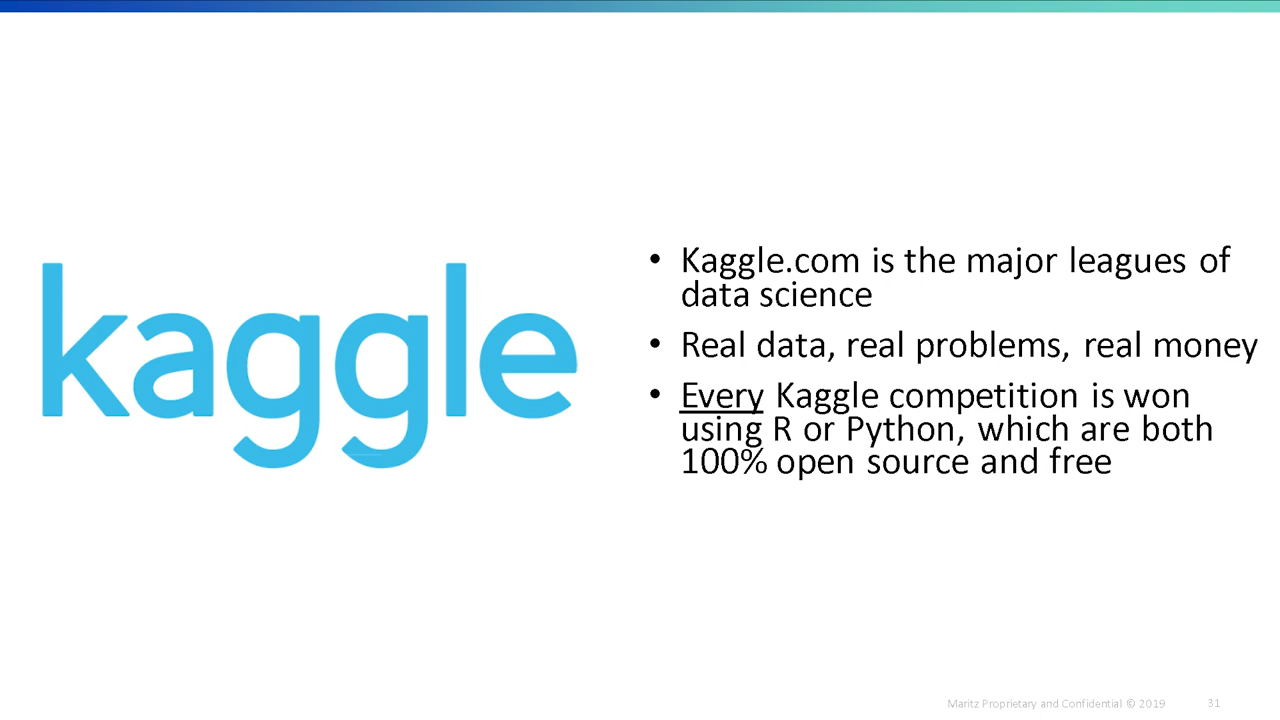 kaggle
• Kaggle.com is the major leagues of
data science
• Real data, real problems, real money
• Every Kaggle competition is won
using R or Python, which are both
100% open source and free
Maritz Proprietary and Confidential © 2019 31